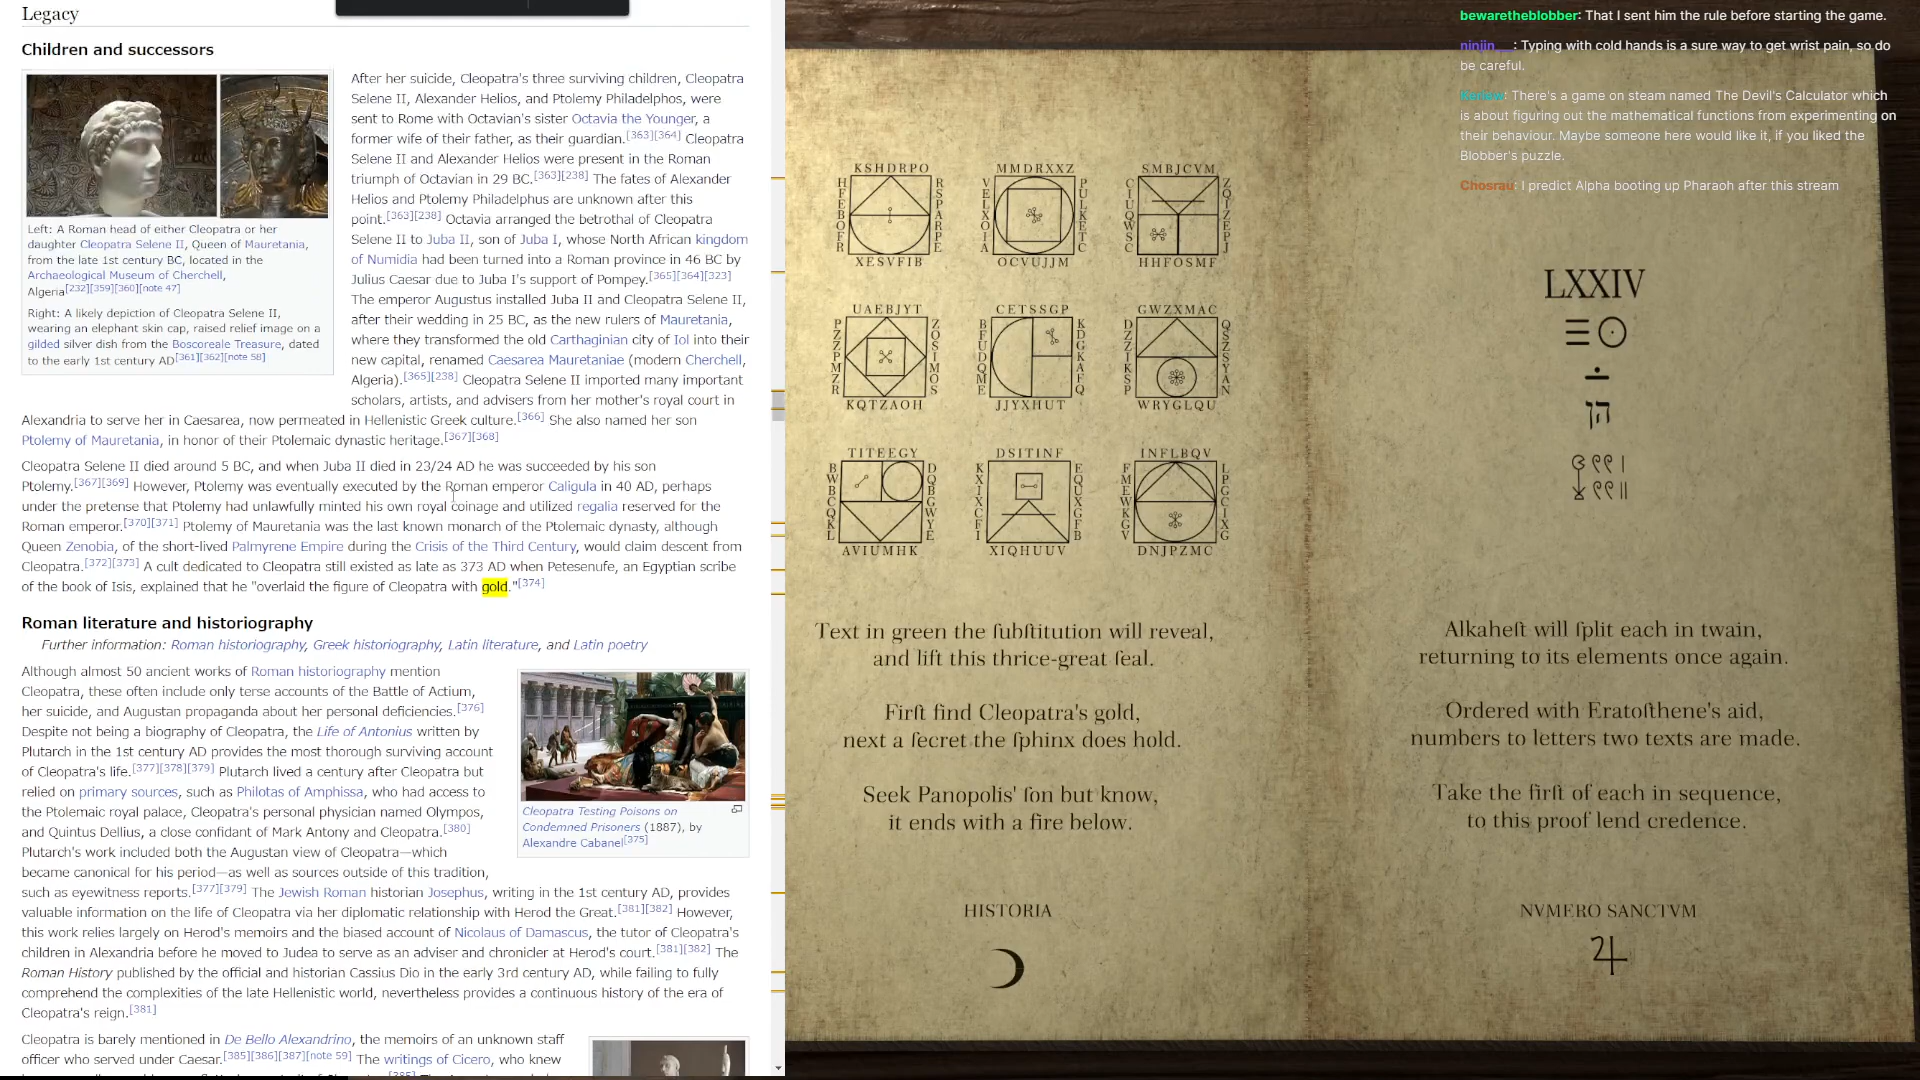 Legacy
Children and successors
Left: A Roman head of either Cleopatra or her
daughter Cleopatra Selene II, Queen of Mauretania,
from the late 1st century BC, located in the
Archaeological Museum of Cherchell,
Algeria[232][359][360][note 47]
Right: A likely depiction of Cleopatra Selene II,
wearing an elephant skin cap, raised relief image on a
gilded silver dish from the Boscoreale Treasure, dated
to the early 1st century AD[361][362][note 58]
After her suicide, Cleopatra's three surviving children, Cleopatra
Selene II, Alexander Helios, and Ptolemy Philadelphos, were
sent to Rome with Octavian's sister Octavia the Younger, a
former wife of their father, as their guardian.[363][364] Cleopatra
Selene II and Alexander Helios were present in the Roman
triumph of Octavian in 29 BC.[363][238] The fates of Alexander
Helios and Ptolemy Philadelphus are unknown after this
point.[363][238] Octavia arranged the betrothal of Cleopatra
Selene II to Juba II, son of Juba I, whose North African kingdom
of Numidia had been turned into a Roman province in 46 BC by
Julius Caesar due to Juba I's support of Pompey.[365][364][323]
The emperor Augustus installed Juba II and Cleopatra Selene II,
after their wedding in 25 BC, as the new rulers of Mauretania,
where they transformed the old Carthaginian city of Iol into their
new capital, renamed Caesarea Mauretaniae (modern Cherchell,
Algeria).[365][238] Cleopatra Selene II imported many important
scholars, artists, and advisers from her mother's royal court in
Alexandria to serve her in Caesarea, now permeated in Hellenistic Greek culture.[366] She also named her son
Ptolemy of Mauretania, in honor of their Ptolemaic dynastic heritage.[367][368]
Cleopatra Selene II died around 5 BC, and when Juba II died in 23/24 AD he was succeeded by his son
Ptolemy.[367][369] However, Ptolemy was eventually executed by the Roman emperor Caligula in 40 AD, perhaps
under the pretense that Ptolemy had unlawfully minted his own royal coinage and utilized regalia reserved for the
Roman emperor.[370][371] Ptolemy of Mauretania was the last known monarch of the Ptolemaic dynasty, although
Queen Zenobia, of the short-lived Palmyrene Empire during the Crisis of the Third Century, would claim descent from
Cleopatra.[372][373] A cult dedicated to Cleopatra still existed as late as 373 AD when Petesenufe, an Egyptian scribe
of the book of Isis, explained that he "overlaid the figure of Cleopatra with gold."[374]
Roman literature and historiography
Further information: Roman historiography, Greek historiography, Latin literature, and Latin poetry
Although almost 50 ancient works of Roman historiography mention
Cleopatra, these often include only terse accounts of the Battle of Actium,
her suicide, and Augustan propaganda about her personal deficiencies.[376]
Despite not being a biography of Cleopatra, the Life of Antonius written by
Plutarch in the 1st century AD provides the most thorough surviving account
of Cleopatra's life.[377][378][379] Plutarch lived a century after Cleopatra but
relied on primary sources, such as Philotas of Amphissa, who had access to
the Ptolemaic royal palace, Cleopatra's personal physician named Olympos,
and Quintus Dellius, a close confidant of Mark Antony and Cleopatra.[380]
Plutarch's work included both the Augustan view of Cleopatra—which
became canonical for his period—as well as sources outside of this tradition,
such as eyewitness reports.[377][379] The Jewish Roman historian Josephus, writing in the 1st century AD, provides
valuable information on the life of Cleopatra via her diplomatic relationship with Herod the Great.[381][382] However,
this work relies largely on Herod's memoirs and the biased account of Nicolaus of Damascus, the tutor of Cleopatra's
children in Alexandria before he moved to Judea to serve as an adviser and chronicler at Herod's court.[381][382] The
Roman History published by the official and historian Cassius Dio in the early 3rd century AD, while failing to fully
comprehend the complexities of the late Hellenistic world, nevertheless provides a continuous history of the era of
Cleopatra's reign.[381]
Cleopatra Testing Poisons on
Condemned Prisoners (1887), by
Alexandre Cabanel[375]
Cleopatra is barely mentioned in De Bello Alexandrino, the memoirs of an unknown staff
officer who served under Caesar.[385][386][387][note 59] The writings of Cicero, who knew
KSHDRPO
HFEBOFR
RSPARPE
XESVFIB
MMDRXXZ
VELXOIA
PULKETC
OCVUJJM
SMBJCVM
CIUQWSC
ZQIZEPJ
HHFOSMF
UAEBJYT
PZZPMZR
ZOSIMOS
KQTZAOH
CETSSGP
BFUDQME
KDGKAFQ
JJYXHUT
GWZXMAC
DZZIKSP
QSZSYAN
WRYGLQU
TITEEGY
BWBCQKL
DQBGWYE
AVIUMHK
DSITINF
KXIXCFI
EQUXGFB
XIQHUUV
INFLBQV
FMEWKGV
LPGCIXG
DNJPZMC
Text in green the ſubſtitution will reveal,
and lift this thrice-great ſeal.
Firſt find Cleopatra's gold,
next a ſecret the ſphinx does hold.
Seek Panopolis' ſon but know,
it ends with a fire below.
HISTORIA
bewaretheblobber: That I sent him the rule before starting the game.
ninjin__: Typing with cold hands is a sure way to get wrist pain, so do
be careful.
There's a game on steam named The Devil's Calculator which
is about figuring out the mathematical functions from experimenting on
their behaviour. Maybe someone here would like it, if you liked the
Blobber's puzzle.
Chosrau: I predict Alpha booting up Pharaoh after this stream
LXXIV
הן
Alkaheſt will ſplit each in twain,
returning to its elements once again.
Ordered with Eratoſthene's aid,
numbers to letters two texts are made.
Take the firſt of each in sequence,
to this proof lend credence.
NVMERO SANCTVM
♃